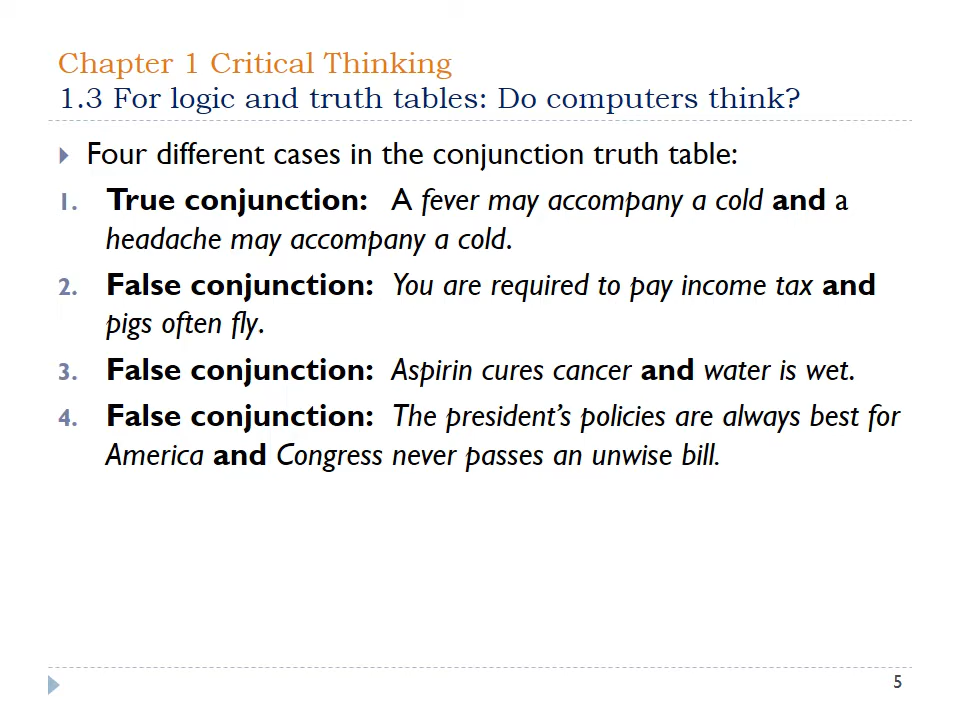 Chapter 1 Critical Thinking
1.3 For logic and truth tables: Do computers think?
Four different cases in the conjunction truth table:
1. True conjunction: A fever may accompany a cold and a
headache may accompany a cold.
2. False conjunction: You are required to pay income tax and
pigs often fly.
3. False conjunction: Aspirin cures cancer and water is wet.
4. False conjunction: The president’s policies are always best for
America and Congress never passes an unwise bill.
5